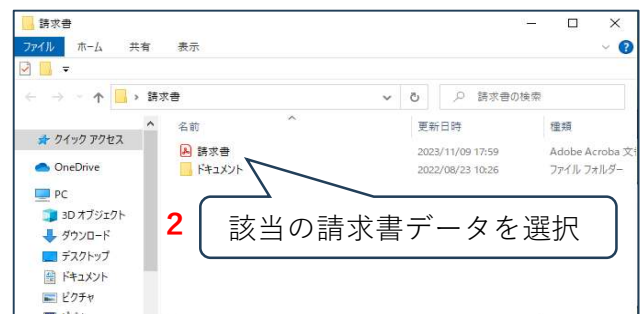 請求書
ファイル ホーム 共有 表示
請求書 請求書の検索
名前 更新日時 種類
クイック アクセス
請求書 2023/11/09 17:59 Adobe Acroba 文
ドキュメント 2022/08/23 10:26 ファイル フォルダー
OneDrive
PC
3D オブジェクト
ダウンロード
デスクトップ
ドキュメント
ピクチャ
2 該当の請求書データを選択